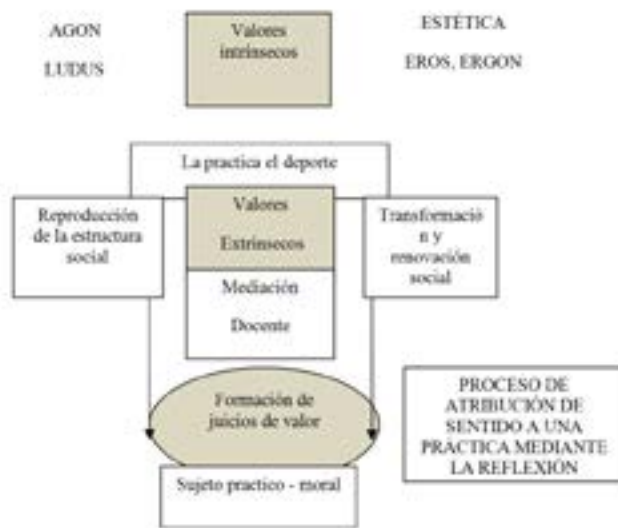 AGON
LUDUS
Valores
intrínsecos
ESTÉTICA
EROS, ERGON
La practica el deporte
Reproducción
de la estructura
social
Valores
Extrínsecos
Mediación
Docente
Transformació
n y
renovación
social
Formación de
juicios de valor
Sujeto practico - moral
PROCESO DE
ATRIBUCIÓN DE
SENTIDO A UNA
PRÁCTICA MEDIANTE
LA REFLEXIÓN